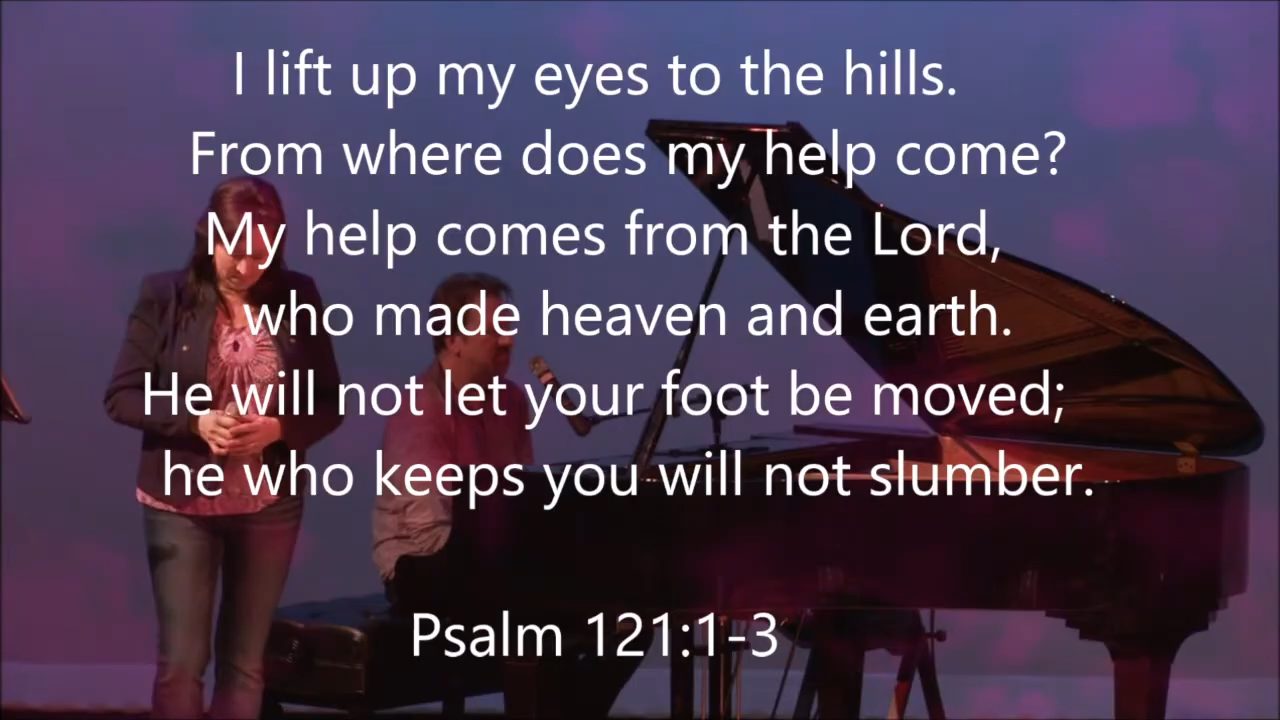 I lift up my eyes to the hills.
From where does my help come?
My help comes from the Lord,
who made heaven and earth.
He will not let your foot be moved;
he who keeps you will not slumber.
Psalm 121:1-3